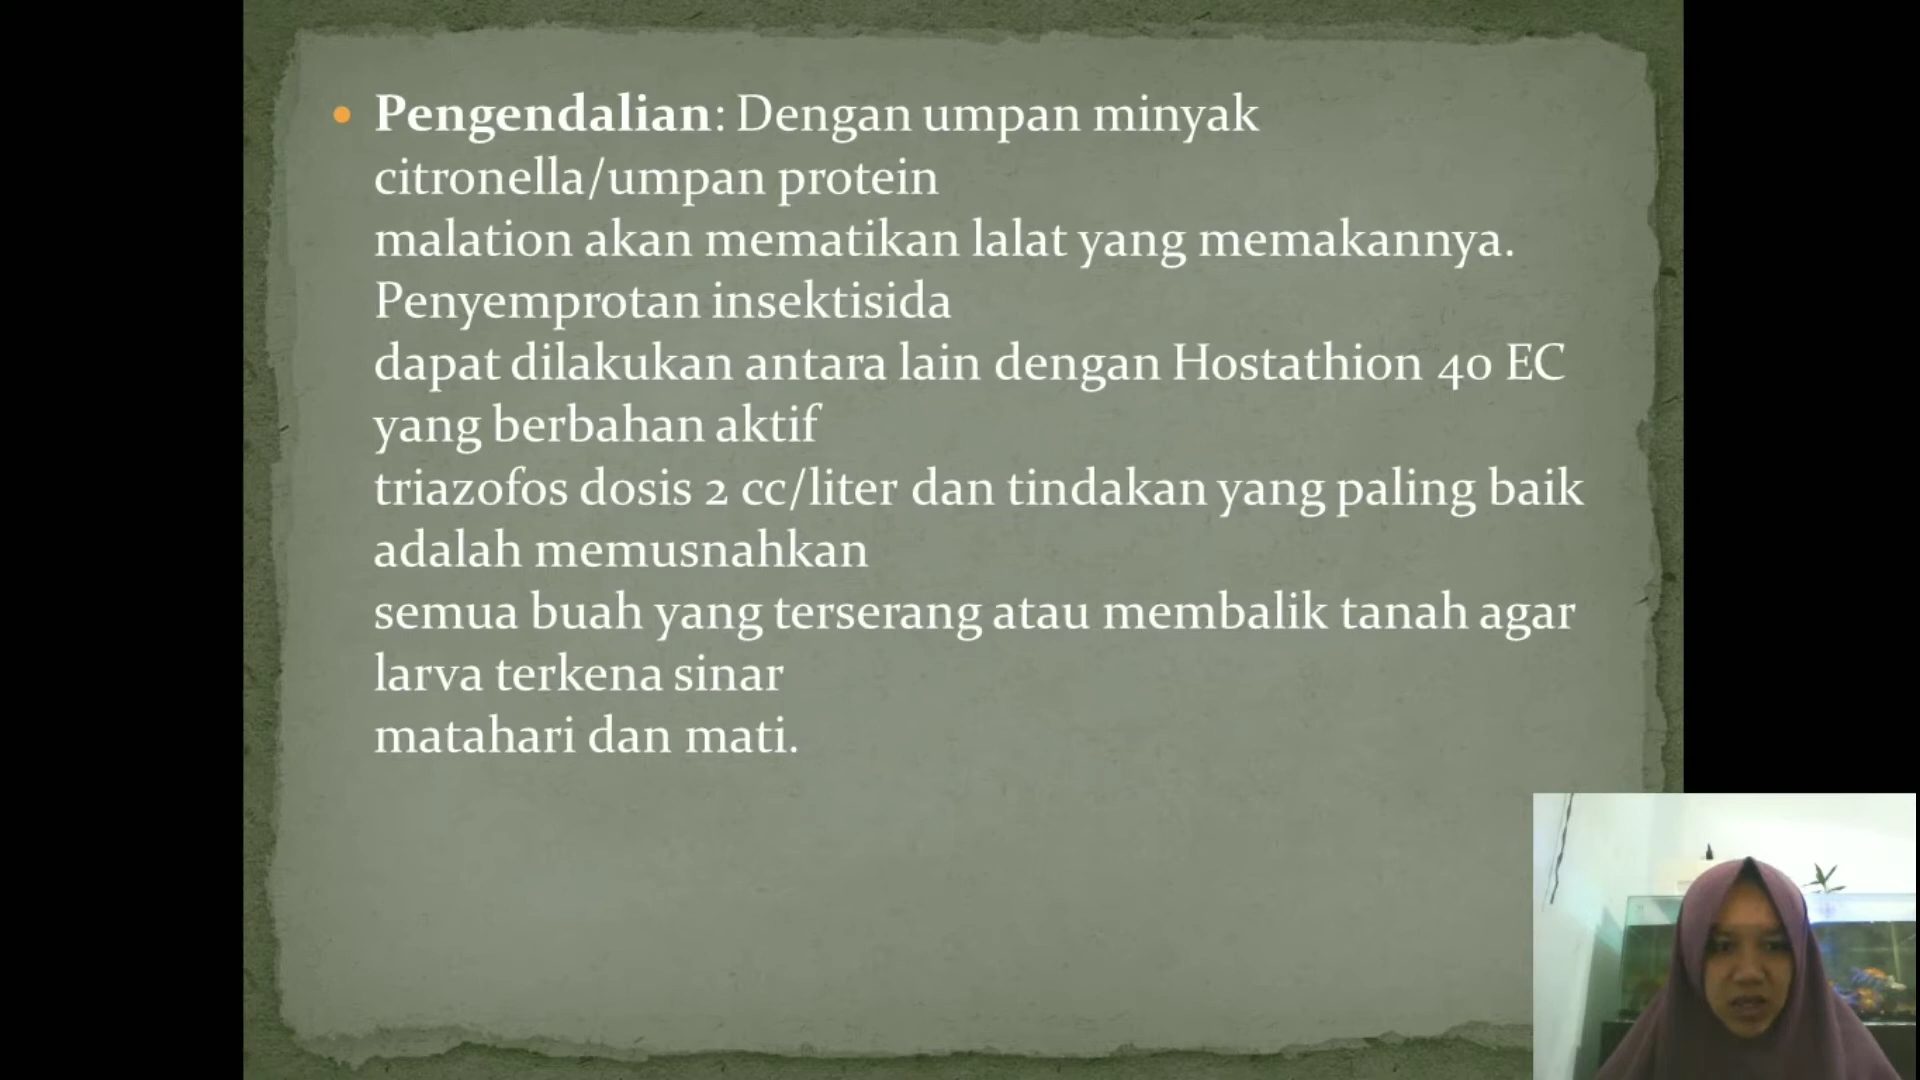 • Pengendalian: Dengan umpan minyak
citronella/umpan protein
malation akan mematikan lalat yang memakannya.
Penyemprotan insektisida
dapat dilakukan antara lain dengan Hostathion 40 EC
yang berbahan aktif
triazofos dosis 2 cc/liter dan tindakan yang paling baik
adalah memusnahkan
semua buah yang terserang atau membalik tanah agar
larva terkena sinar
matahari dan mati.